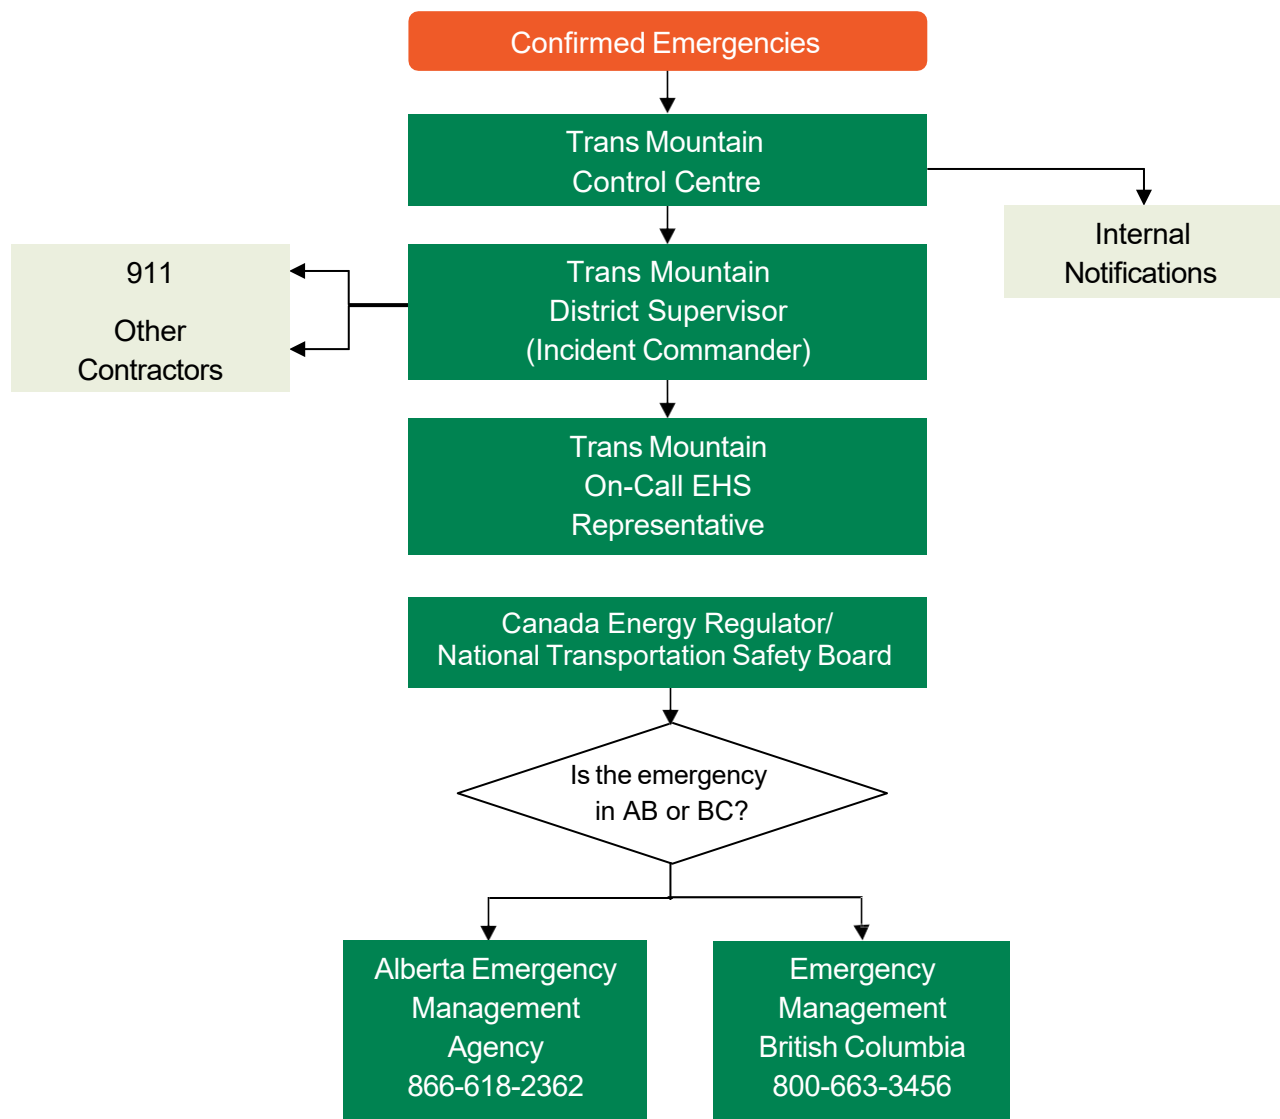 Confirmed Emergencies
Trans Mountain
Control Centre
Internal
Notifications
911
Other
Contractors
Trans Mountain
District Supervisor
(Incident Commander)
Trans Mountain
On-Call EHS
Representative
Canada Energy Regulator/
National Transportation Safety Board
Is the emergency
in AB or BC?
Alberta Emergency
Management
Agency
866-618-2362
Emergency
Management
British Columbia
800-663-3456